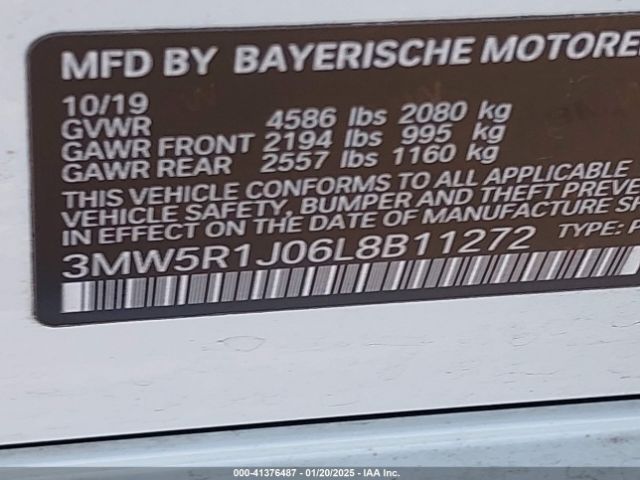 MFD BY BAYERISCHE MOTORE
10/19
GVWR 4586 lbs 2080 kg
GAWR FRONT 2194 lbs 995 kg
GAWR REAR 2557 lbs 1160 kg
THIS VEHICLE CONFORMS TO ALL APPLICABLE
VEHICLE SAFETY, BUMPER AND THEFT PREVE
IN EFFECT ON THE DATE OF MANUFACTURE SH
3MW5R1J06L8B11272 TYPE: P
000-41376487 - 01/20/2025 - IAA Inc.